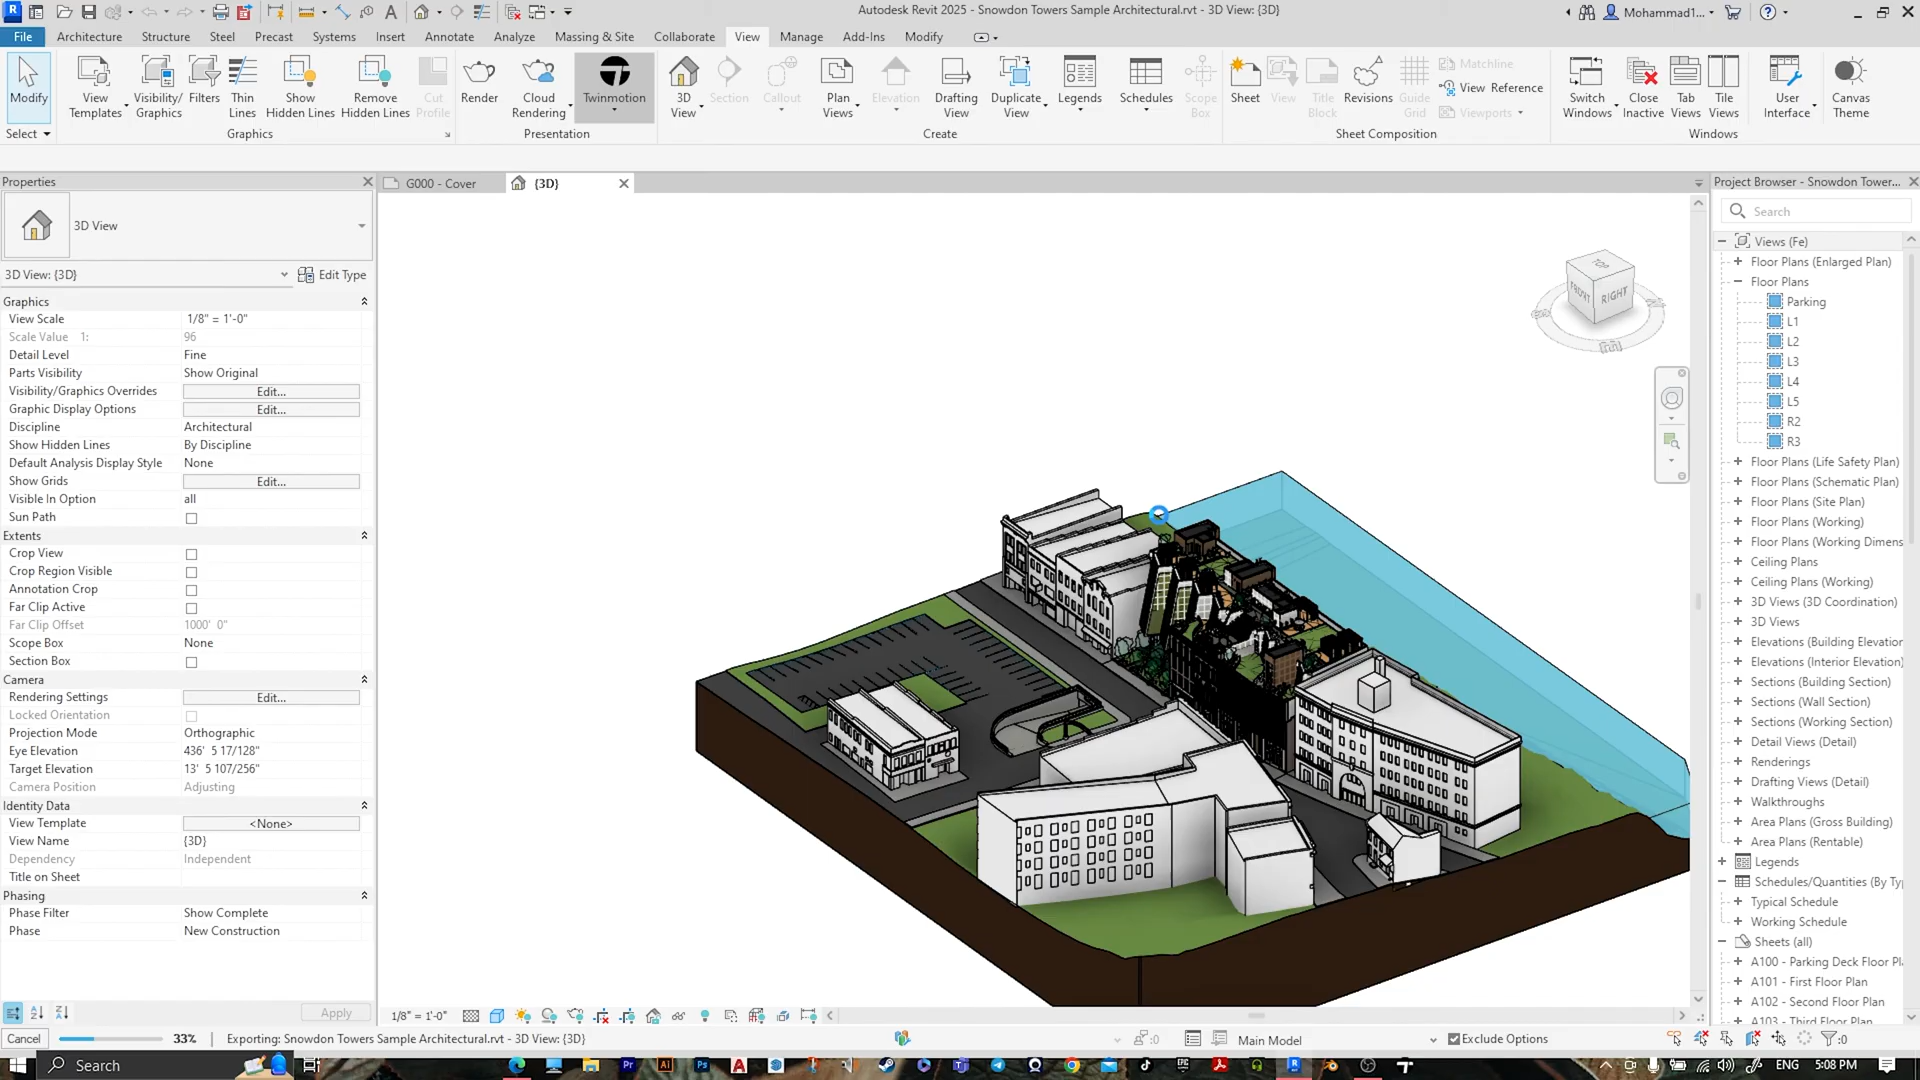 Autodesk Revit 2025 - Snowdon Towers Sample Architectural.rvt - 3D View: {3D}
Mohammad1...
File Architecture Structure Steel Precast Systems Insert Annotate Analyze Massing & Site Collaborate View Manage Add-Ins Modify
Modify
View Templates
Visibility/ Graphics
Filters
Thin Lines
Show Hidden Lines
Remove Hidden Lines
Cut Profile
Render
Cloud Rendering
Twinmotion
3D View
Section
Callout
Plan Views
Elevation
Drafting View
Duplicate View
Legends
Schedules
Scope Box
Sheet
View
Title Block
Revisions
Guide Grid
Matchline
View Reference
Viewports
Switch Windows
Close Inactive
Tab Views
Tile Views
User Interface
Canvas Theme
Select Graphics Presentation Create Sheet Composition Windows
Properties
3D View
3D View: {3D} Edit Type
Graphics
View Scale 1/8" = 1'-0"
Scale Value 1: 96
Detail Level Fine
Parts Visibility Show Original
Visibility/Graphics Overrides Edit...
Graphic Display Options Edit...
Discipline Architectural
Show Hidden Lines By Discipline
Default Analysis Display Style None
Show Grids Edit...
Visible In Option all
Sun Path
Extents
Crop View
Crop Region Visible
Annotation Crop
Far Clip Active
Far Clip Offset 1000' 0"
Scope Box None
Section Box
Camera
Rendering Settings Edit...
Locked Orientation
Projection Mode Orthographic
Eye Elevation 436' 5 17/128"
Target Elevation 13' 5 107/256"
Camera Position Adjusting
Identity Data
View Template <None>
View Name {3D}
Dependency Independent
Title on Sheet
Phasing
Phase Filter Show Complete
Phase New Construction
Apply
G000 - Cover {3D}
TOP
FRONT RIGHT
Project Browser - Snowdon Tower...
Search
Views (Fe)
Floor Plans (Enlarged Plan)
Floor Plans
Parking
L1
L2
L3
L4
L5
R2
R3
Floor Plans (Life Safety Plan)
Floor Plans (Schematic Plan)
Floor Plans (Site Plan)
Floor Plans (Working)
Floor Plans (Working Dimens
Ceiling Plans
Ceiling Plans (Working)
3D Views (3D Coordination)
3D Views
Elevations (Building Elevation
Elevations (Interior Elevation)
Sections (Building Section)
Sections (Wall Section)
Sections (Working Section)
Detail Views (Detail)
Renderings
Drafting Views (Detail)
Walkthroughs
Area Plans (Gross Building)
Area Plans (Rentable)
Legends
Schedules/Quantities (By Ty
Typical Schedule
Working Schedule
Sheets (all)
A100 - Parking Deck Floor Pl
A101 - First Floor Plan
A102 - Second Floor Plan
A103 - Third Floor Plan
1/8" = 1'-0"
Cancel 33% Exporting: Snowdon Towers Sample Architectural.rvt - 3D View: {3D} :0 Main Model Exclude Options :0
Search ENG 5:08 PM